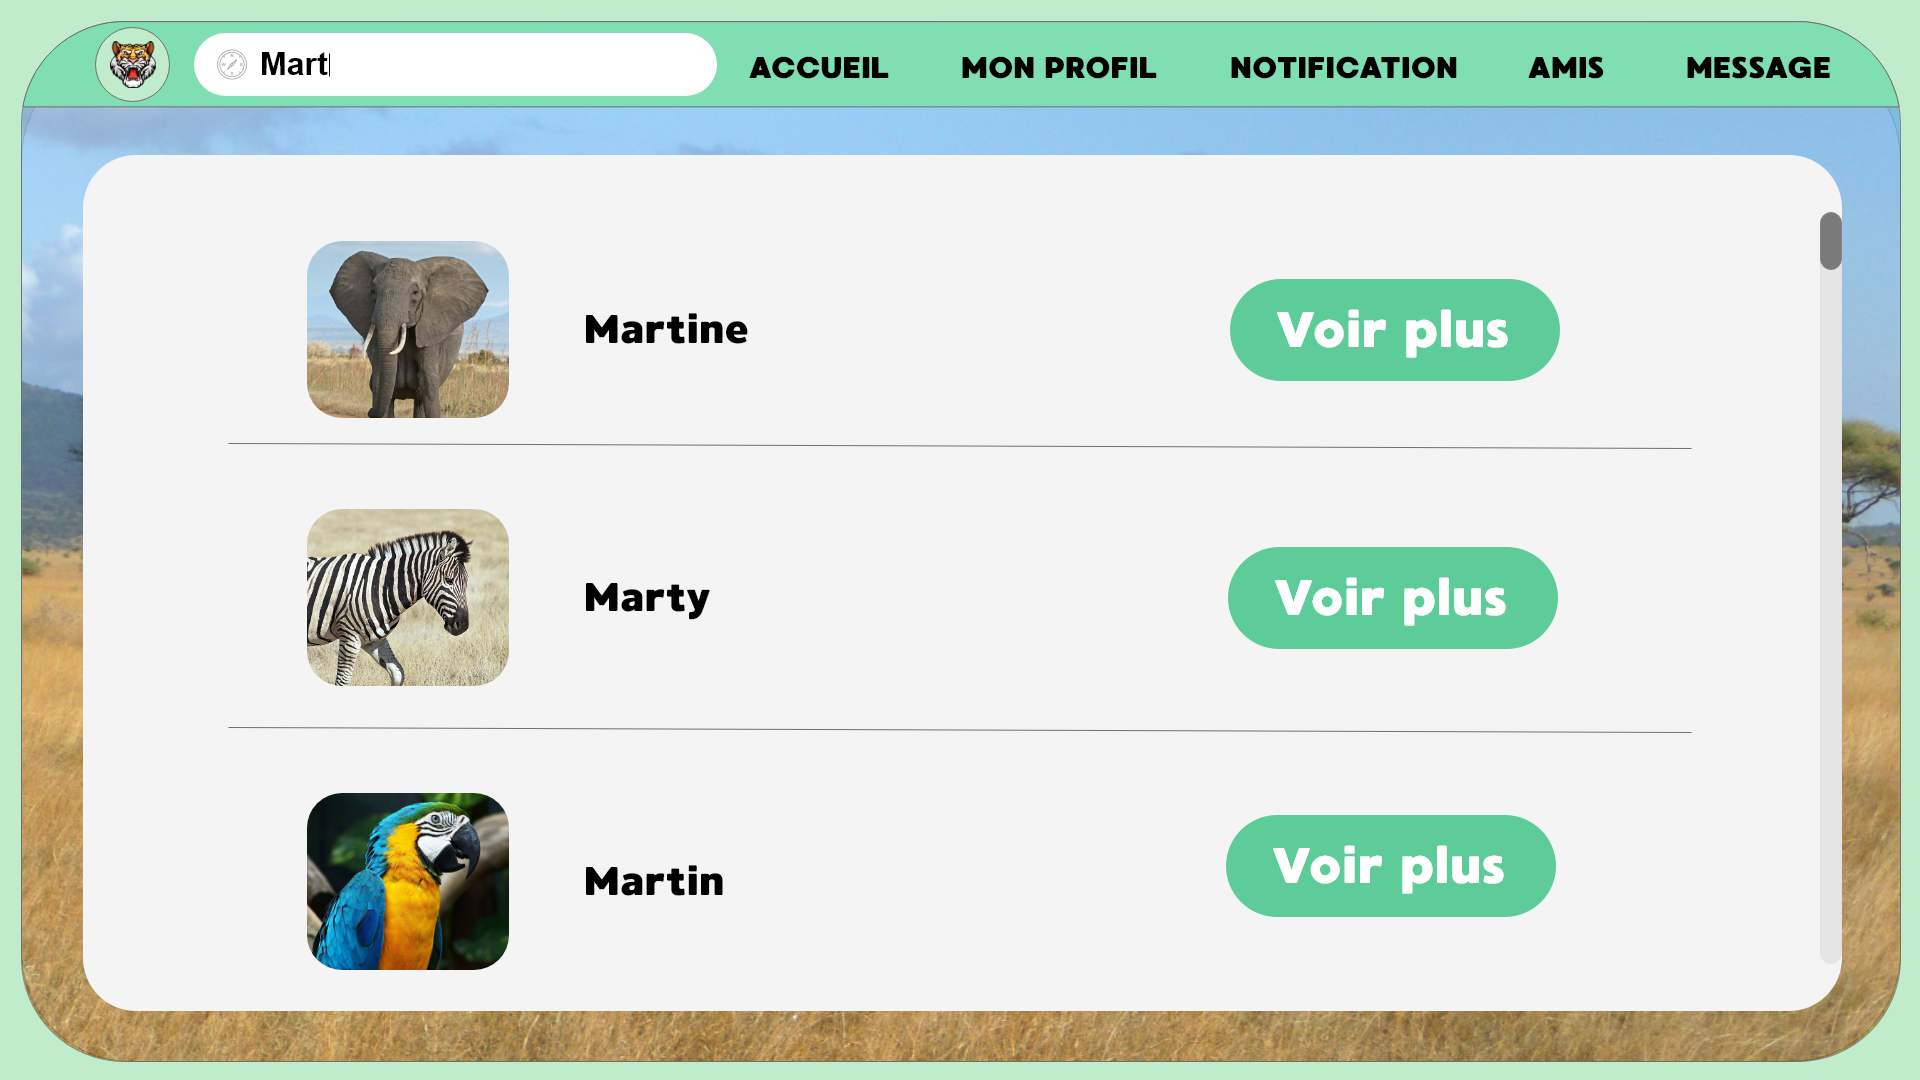 Mart
ACCUEIL
MON PROFIL
NOTIFICATION
AMIS
MESSAGE
Martine
Voir plus
Marty
Voir plus
Martin
Voir plus